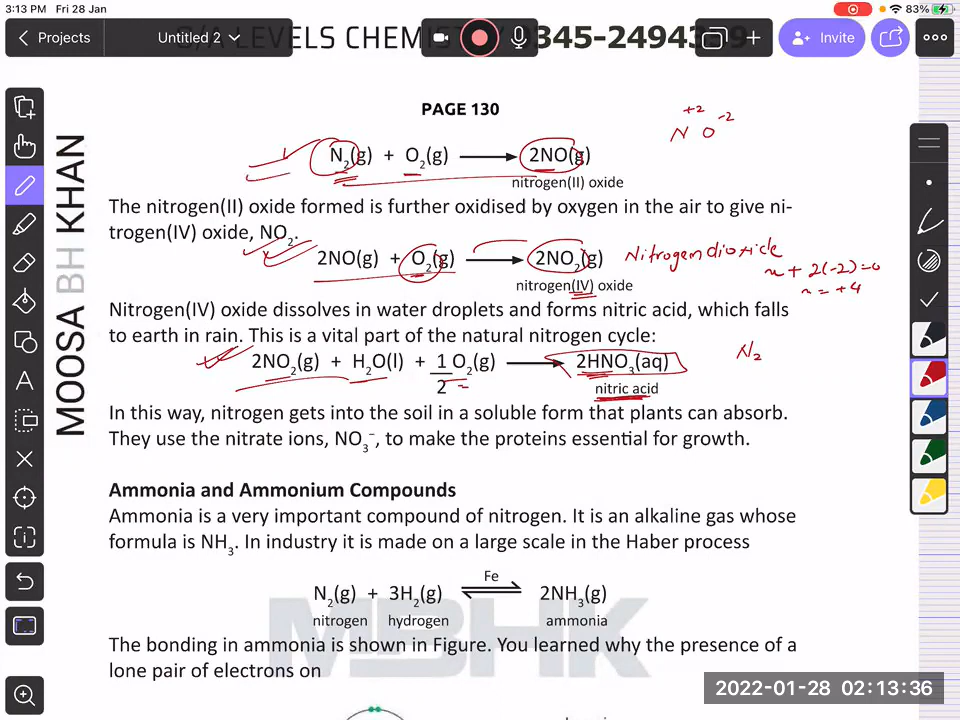 3:13 PM Fri 28 Jan
83%
Projects
Untitled 2
O/A LEVELS CHEMISTRY 0345-2494359
Invite
PAGE 130
+2 -2
N O
N₂(g) + O₂(g) ⟶ 2NO(g)
nitrogen(II) oxide
The nitrogen(II) oxide formed is further oxidised by oxygen in the air to give ni-
trogen(IV) oxide, NO₂.
2NO(g) + O₂(g) ⟶ 2NO₂(g) Nitrogen dioxide
nitrogen(IV) oxide
n + 2(-2) = 0
n = +4
Nitrogen(IV) oxide dissolves in water droplets and forms nitric acid, which falls
to earth in rain. This is a vital part of the natural nitrogen cycle:
2NO₂(g) + H₂O(l) + 1/2 O₂(g) ⟶ 2HNO₃(aq) N₂
nitric acid
In this way, nitrogen gets into the soil in a soluble form that plants can absorb.
They use the nitrate ions, NO₃⁻, to make the proteins essential for growth.
Ammonia and Ammonium Compounds
Ammonia is a very important compound of nitrogen. It is an alkaline gas whose
formula is NH₃. In industry it is made on a large scale in the Haber process
Fe
N₂(g) + 3H₂(g) ⇌ 2NH₃(g)
nitrogen hydrogen ammonia
The bonding in ammonia is shown in Figure. You learned why the presence of a
lone pair of electrons on
MOOSA BH KHAN
MBHK
2022-01-28 02:13:36